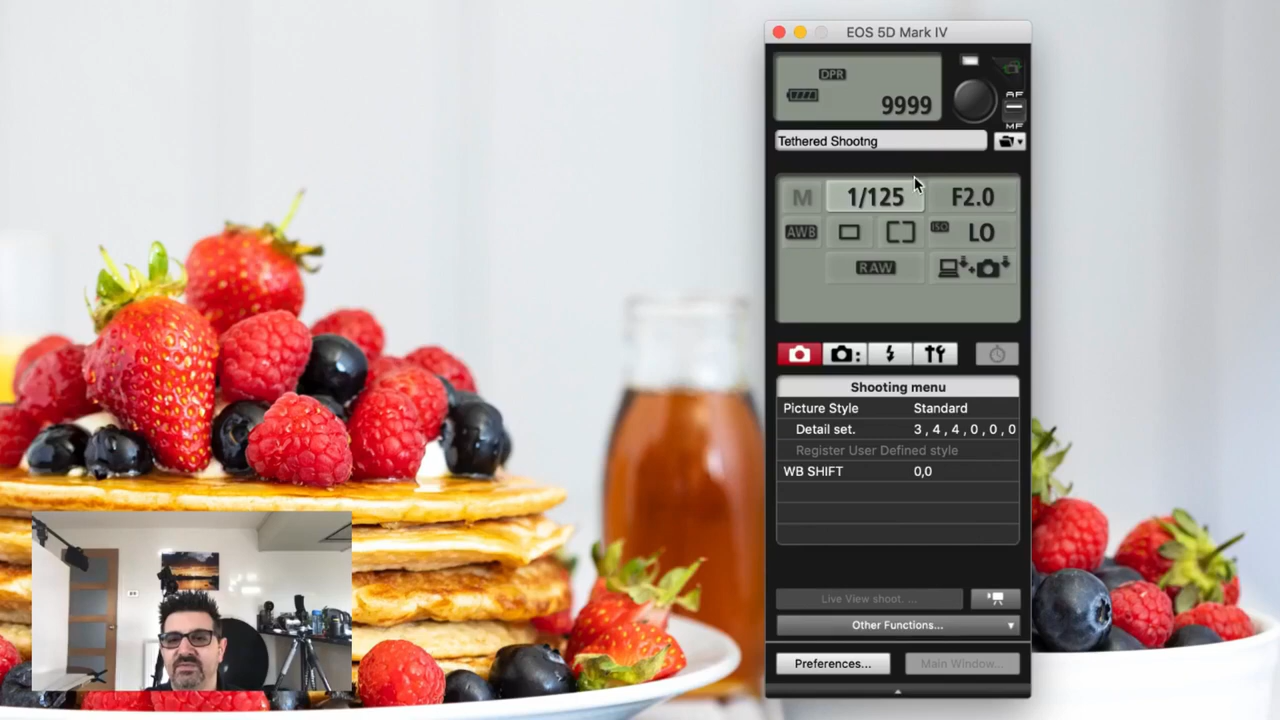 EOS 5D Mark IV
DPR
9999
AF
MF
Tethered Shootng
M 1/125 F2.0
AWB ISO LO
RAW
Shooting menu
Picture Style Standard
Detail set. 3,4,4,0,0,0
Register User Defined style
WB SHIFT 0,0
Live View shoot. ...
Other Functions...
Preferences... Main Window...